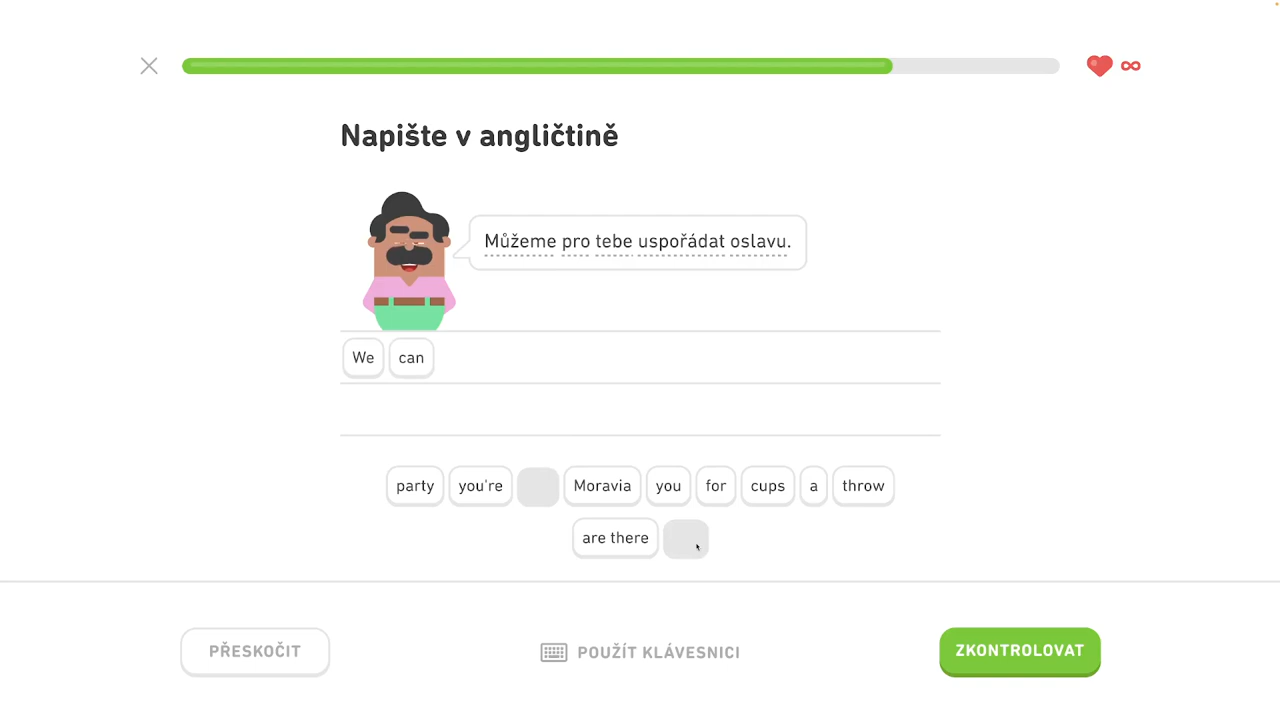 ∞
Napište v angličtině
Můžeme pro tebe uspořádat oslavu.
We can
party you're Moravia you for cups a throw
are there
PŘESKOČIT POUŽÍT KLÁVESNICI ZKONTROLOVAT